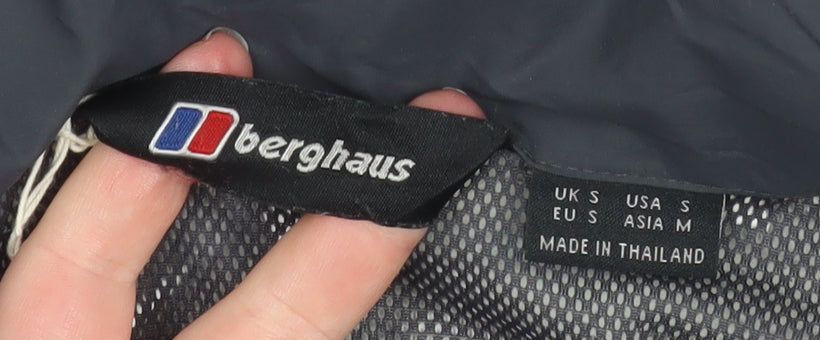 berghaus
UK S USA S
EU S ASIA M
MADE IN THAILAND